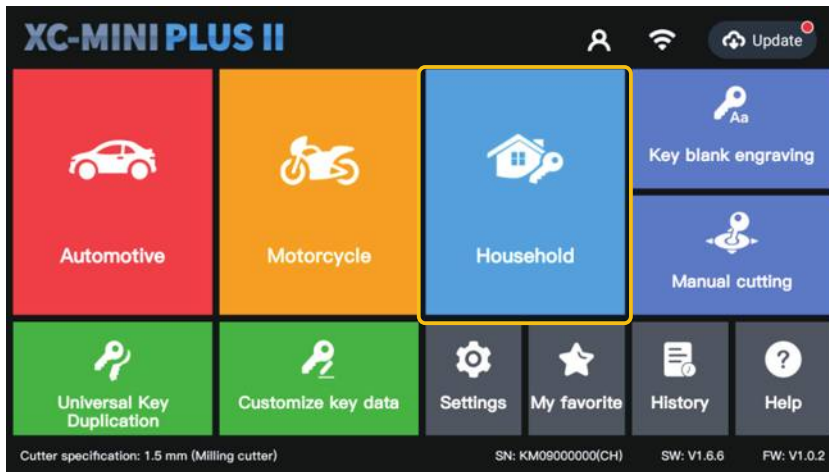 XC-MINI PLUS II
Update
Automotive
Motorcycle
Household
Aa
Key blank engraving
Manual cutting
Universal Key
Duplication
Customize key data
Settings
My favorite
History
?
Help
Cutter specification: 1.5 mm (Milling cutter)
SN: KM09000000(CH)
SW: V1.6.6
FW: V1.0.2